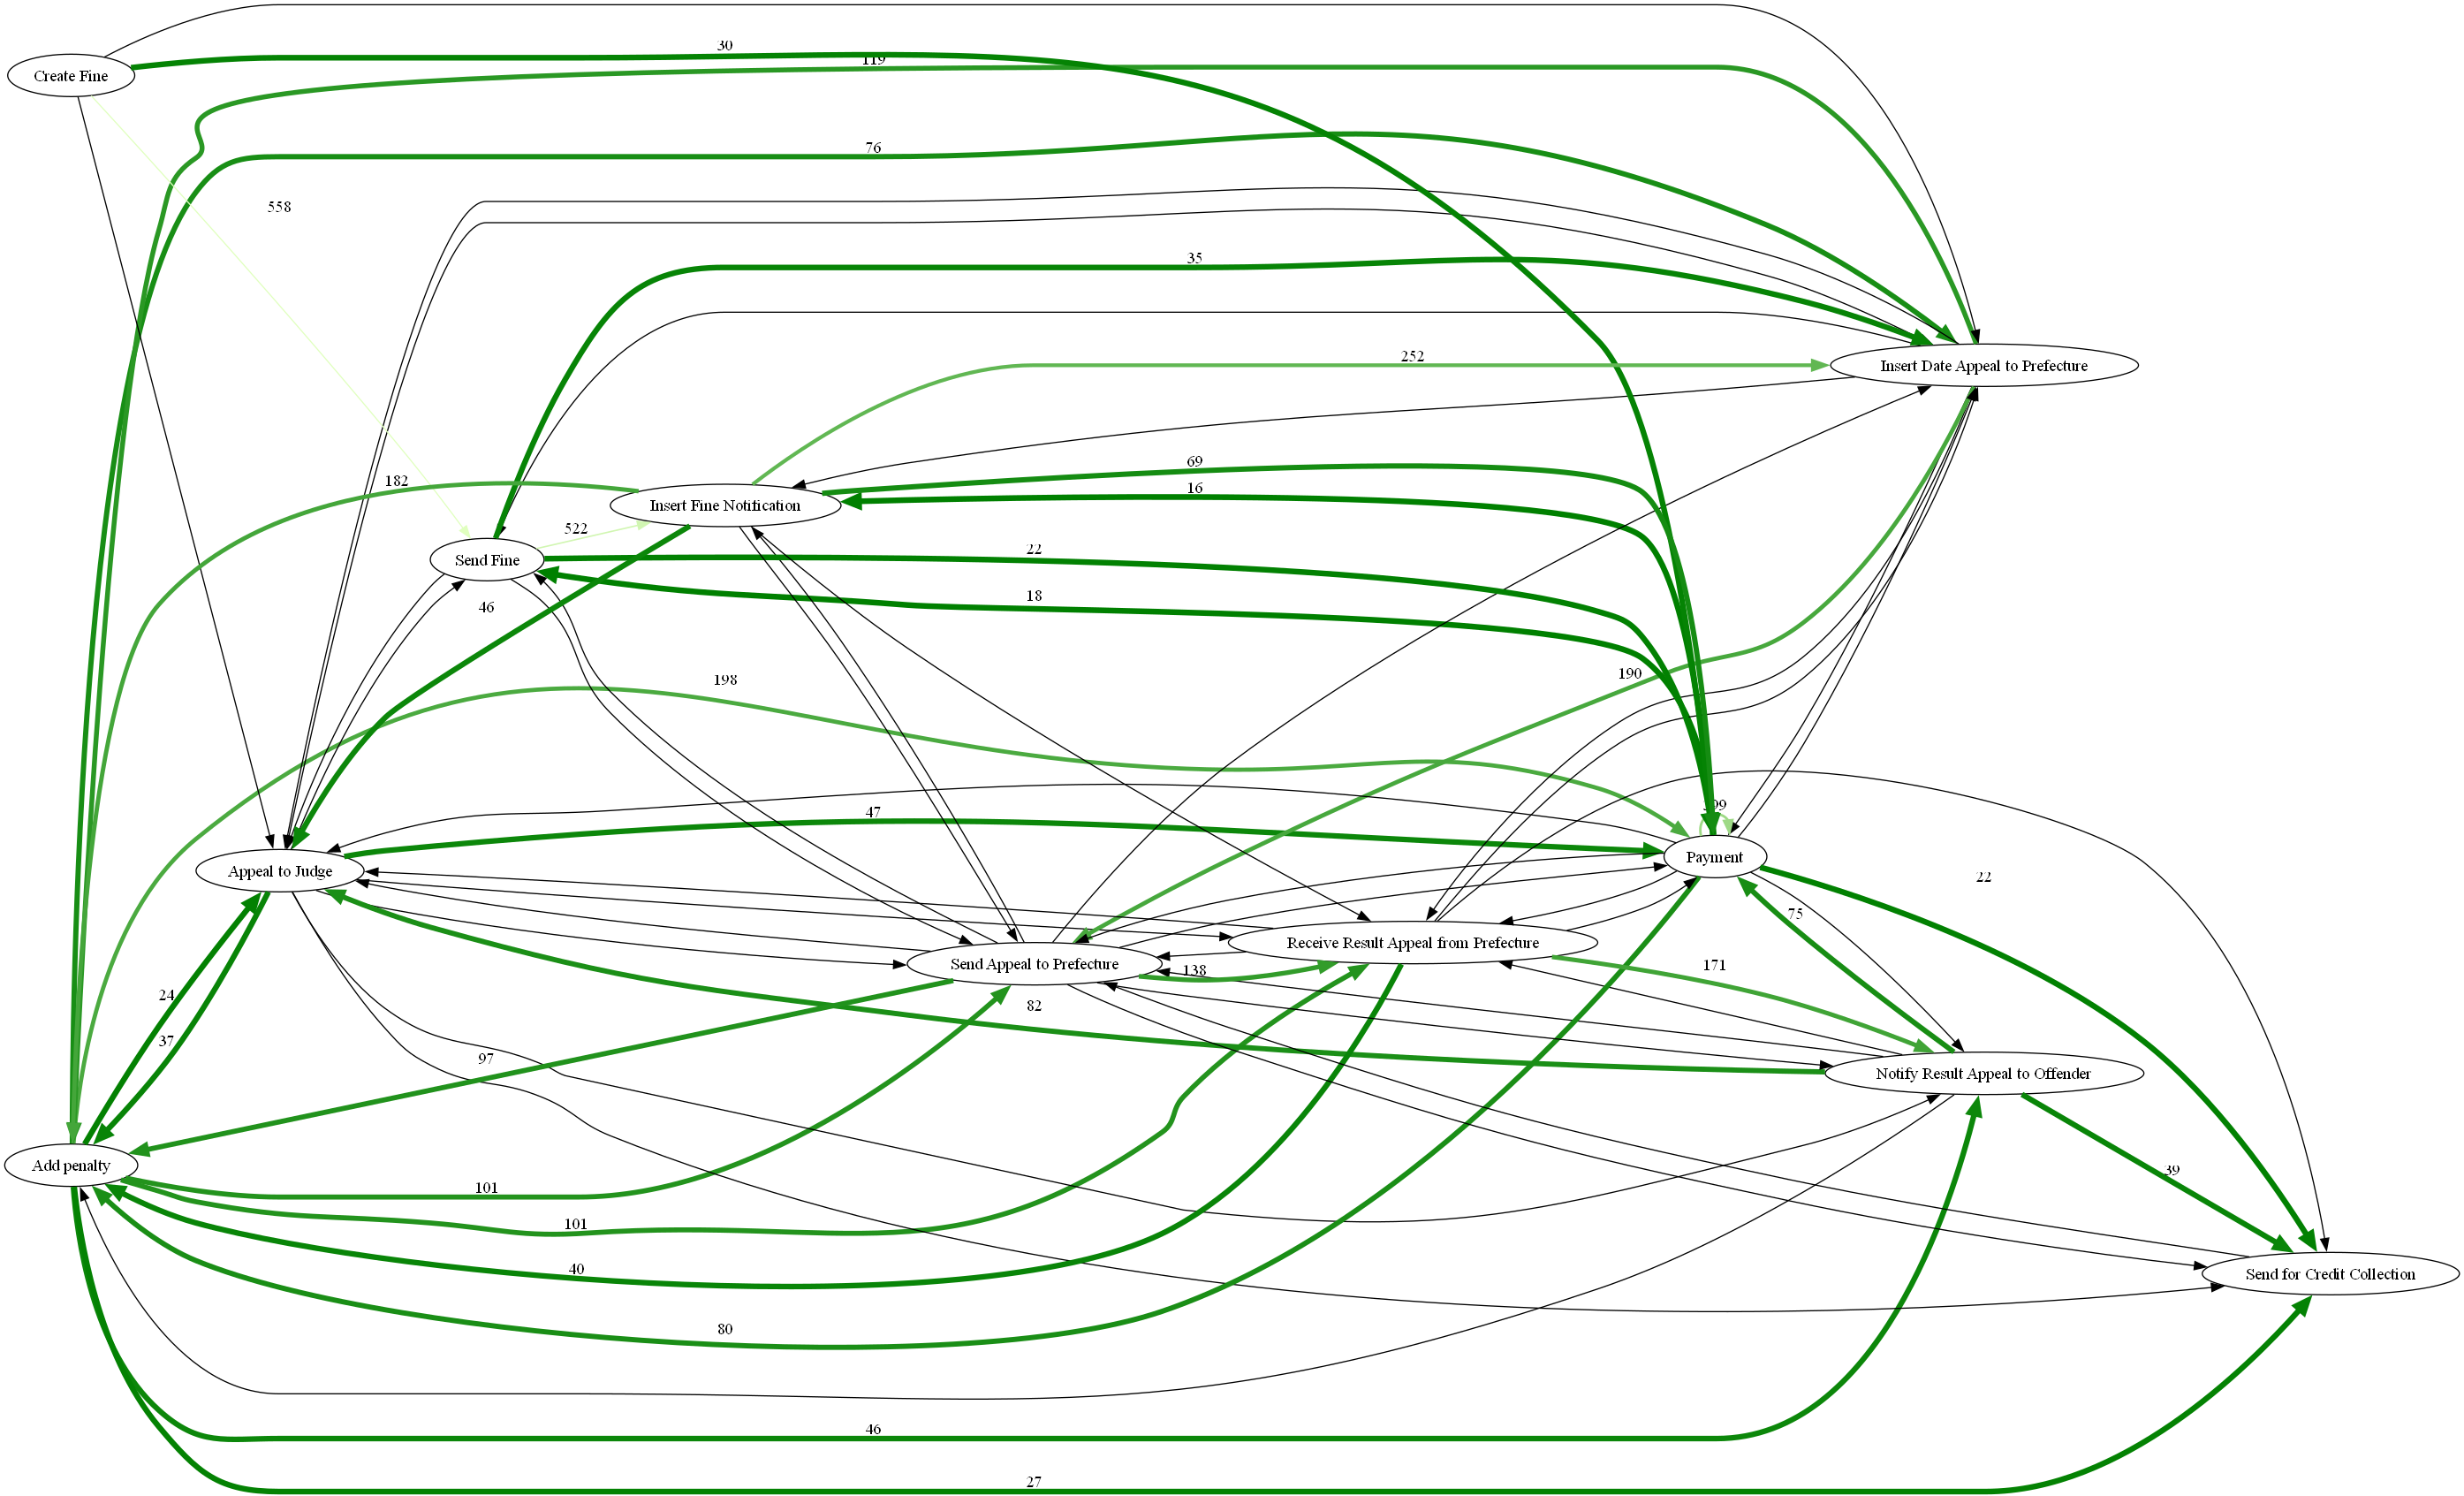 30
119
Create Fine
76
558
35
252
Insert Date Appeal to Prefecture
69
182
16
Insert Fine Notification
522
22
Send Fine
18
46
190
198
399
47
Payment
Appeal to Judge
22
75
Receive Result Appeal from Prefecture
Send Appeal to Prefecture
138
171
24
82
37
97
Notify Result Appeal to Offender
Add penalty
39
101
101
40
Send for Credit Collection
80
46
27